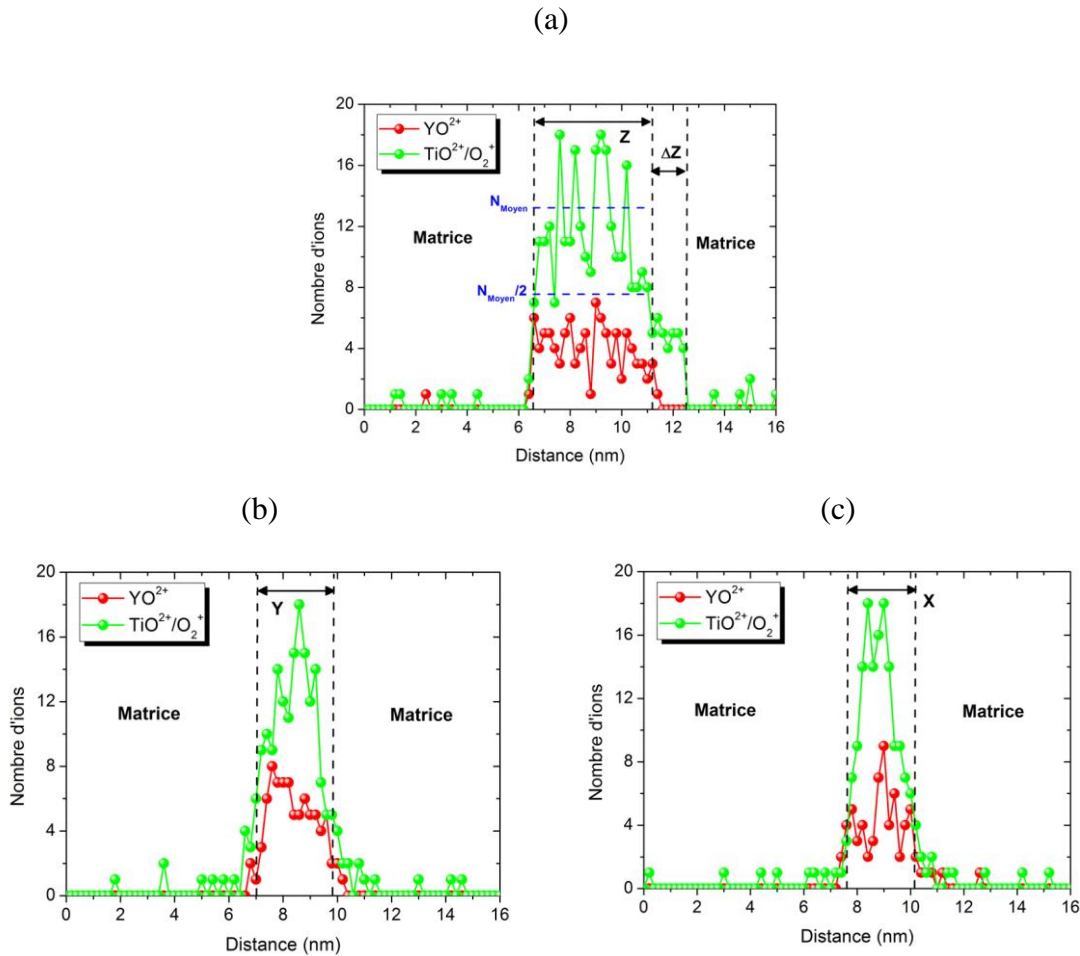 (a)
YO2+
TiO2+/O2+
Z
ΔZ
NMoyen
Matrice
Matrice
NMoyen/2
Nombre d'ions
20
16
12
8
4
0
0 2 4 6 8 10 12 14 16
Distance (nm)
(b)
YO2+
TiO2+/O2+
Y
Matrice
Matrice
Nombre d'ions
20
16
12
8
4
0
0 2 4 6 8 10 12 14 16
Distance (nm)
(c)
YO2+
TiO2+/O2+
X
Matrice
Matrice
Nombre d'ions
20
16
12
8
4
0
0 2 4 6 8 10 12 14 16
Distance (nm)